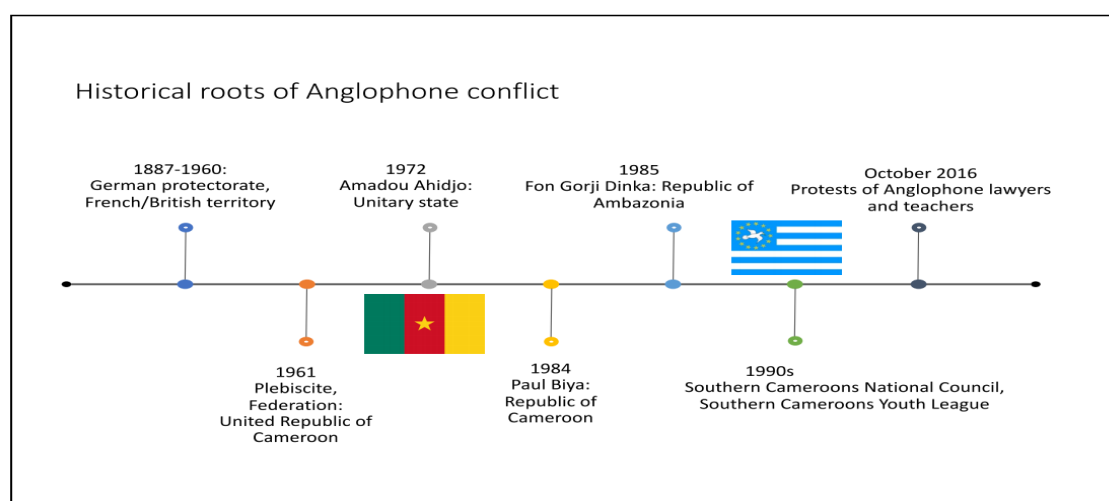 Historical roots of Anglophone conflict
1887-1960:
German protectorate,
French/British territory
1961
Plebiscite,
Federation:
United Republic of
Cameroon
1972
Amadou Ahidjo:
Unitary state
1984
Paul Biya:
Republic of
Cameroon
1985
Fon Gorji Dinka: Republic of
Ambazonia
1990s
Southern Cameroons National Council,
Southern Cameroons Youth League
October 2016
Protests of Anglophone lawyers
and teachers